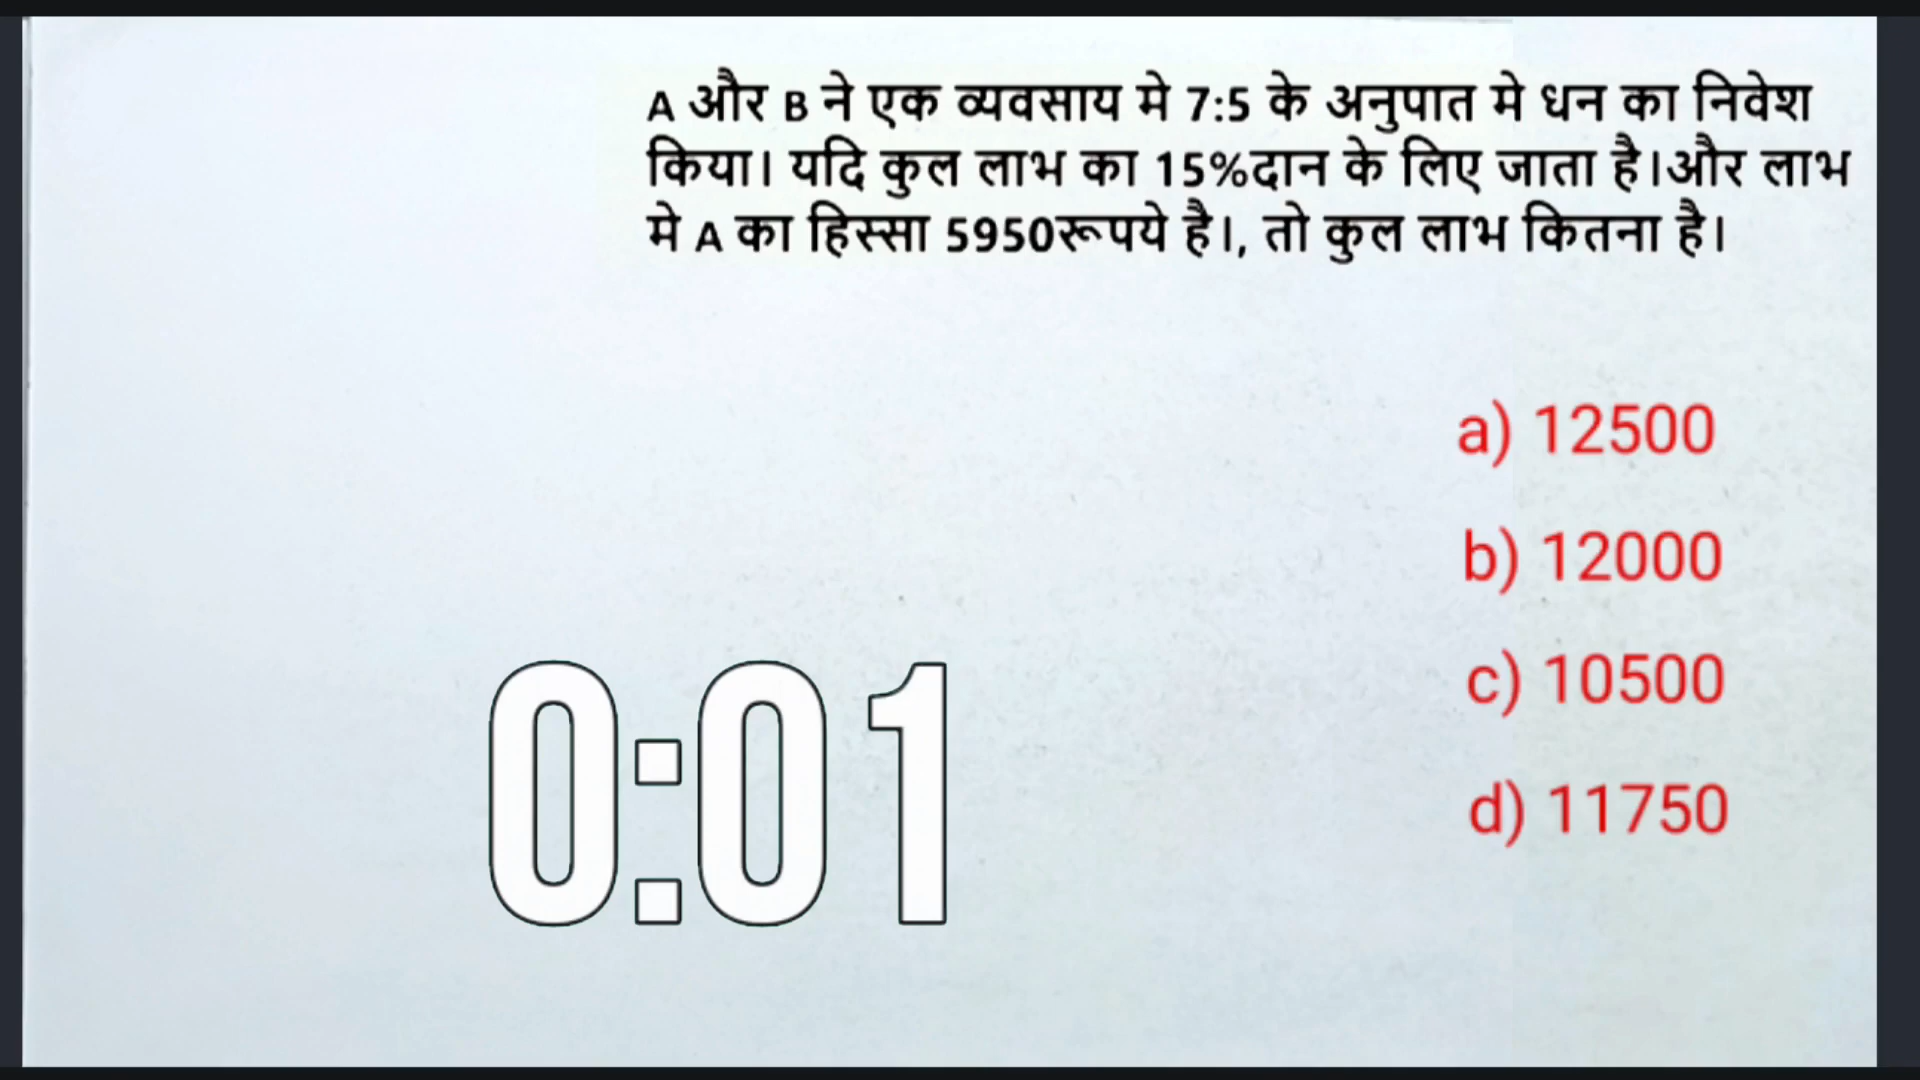 A और B ने एक व्यवसाय मे 7:5 के अनुपात मे धन का निवेश
किया। यदि कुल लाभ का 15%दान के लिए जाता है।और लाभ
मे A का हिस्सा 5950रूपये है।, तो कुल लाभ कितना है।
a) 12500
b) 12000
c) 10500
d) 11750
0:01